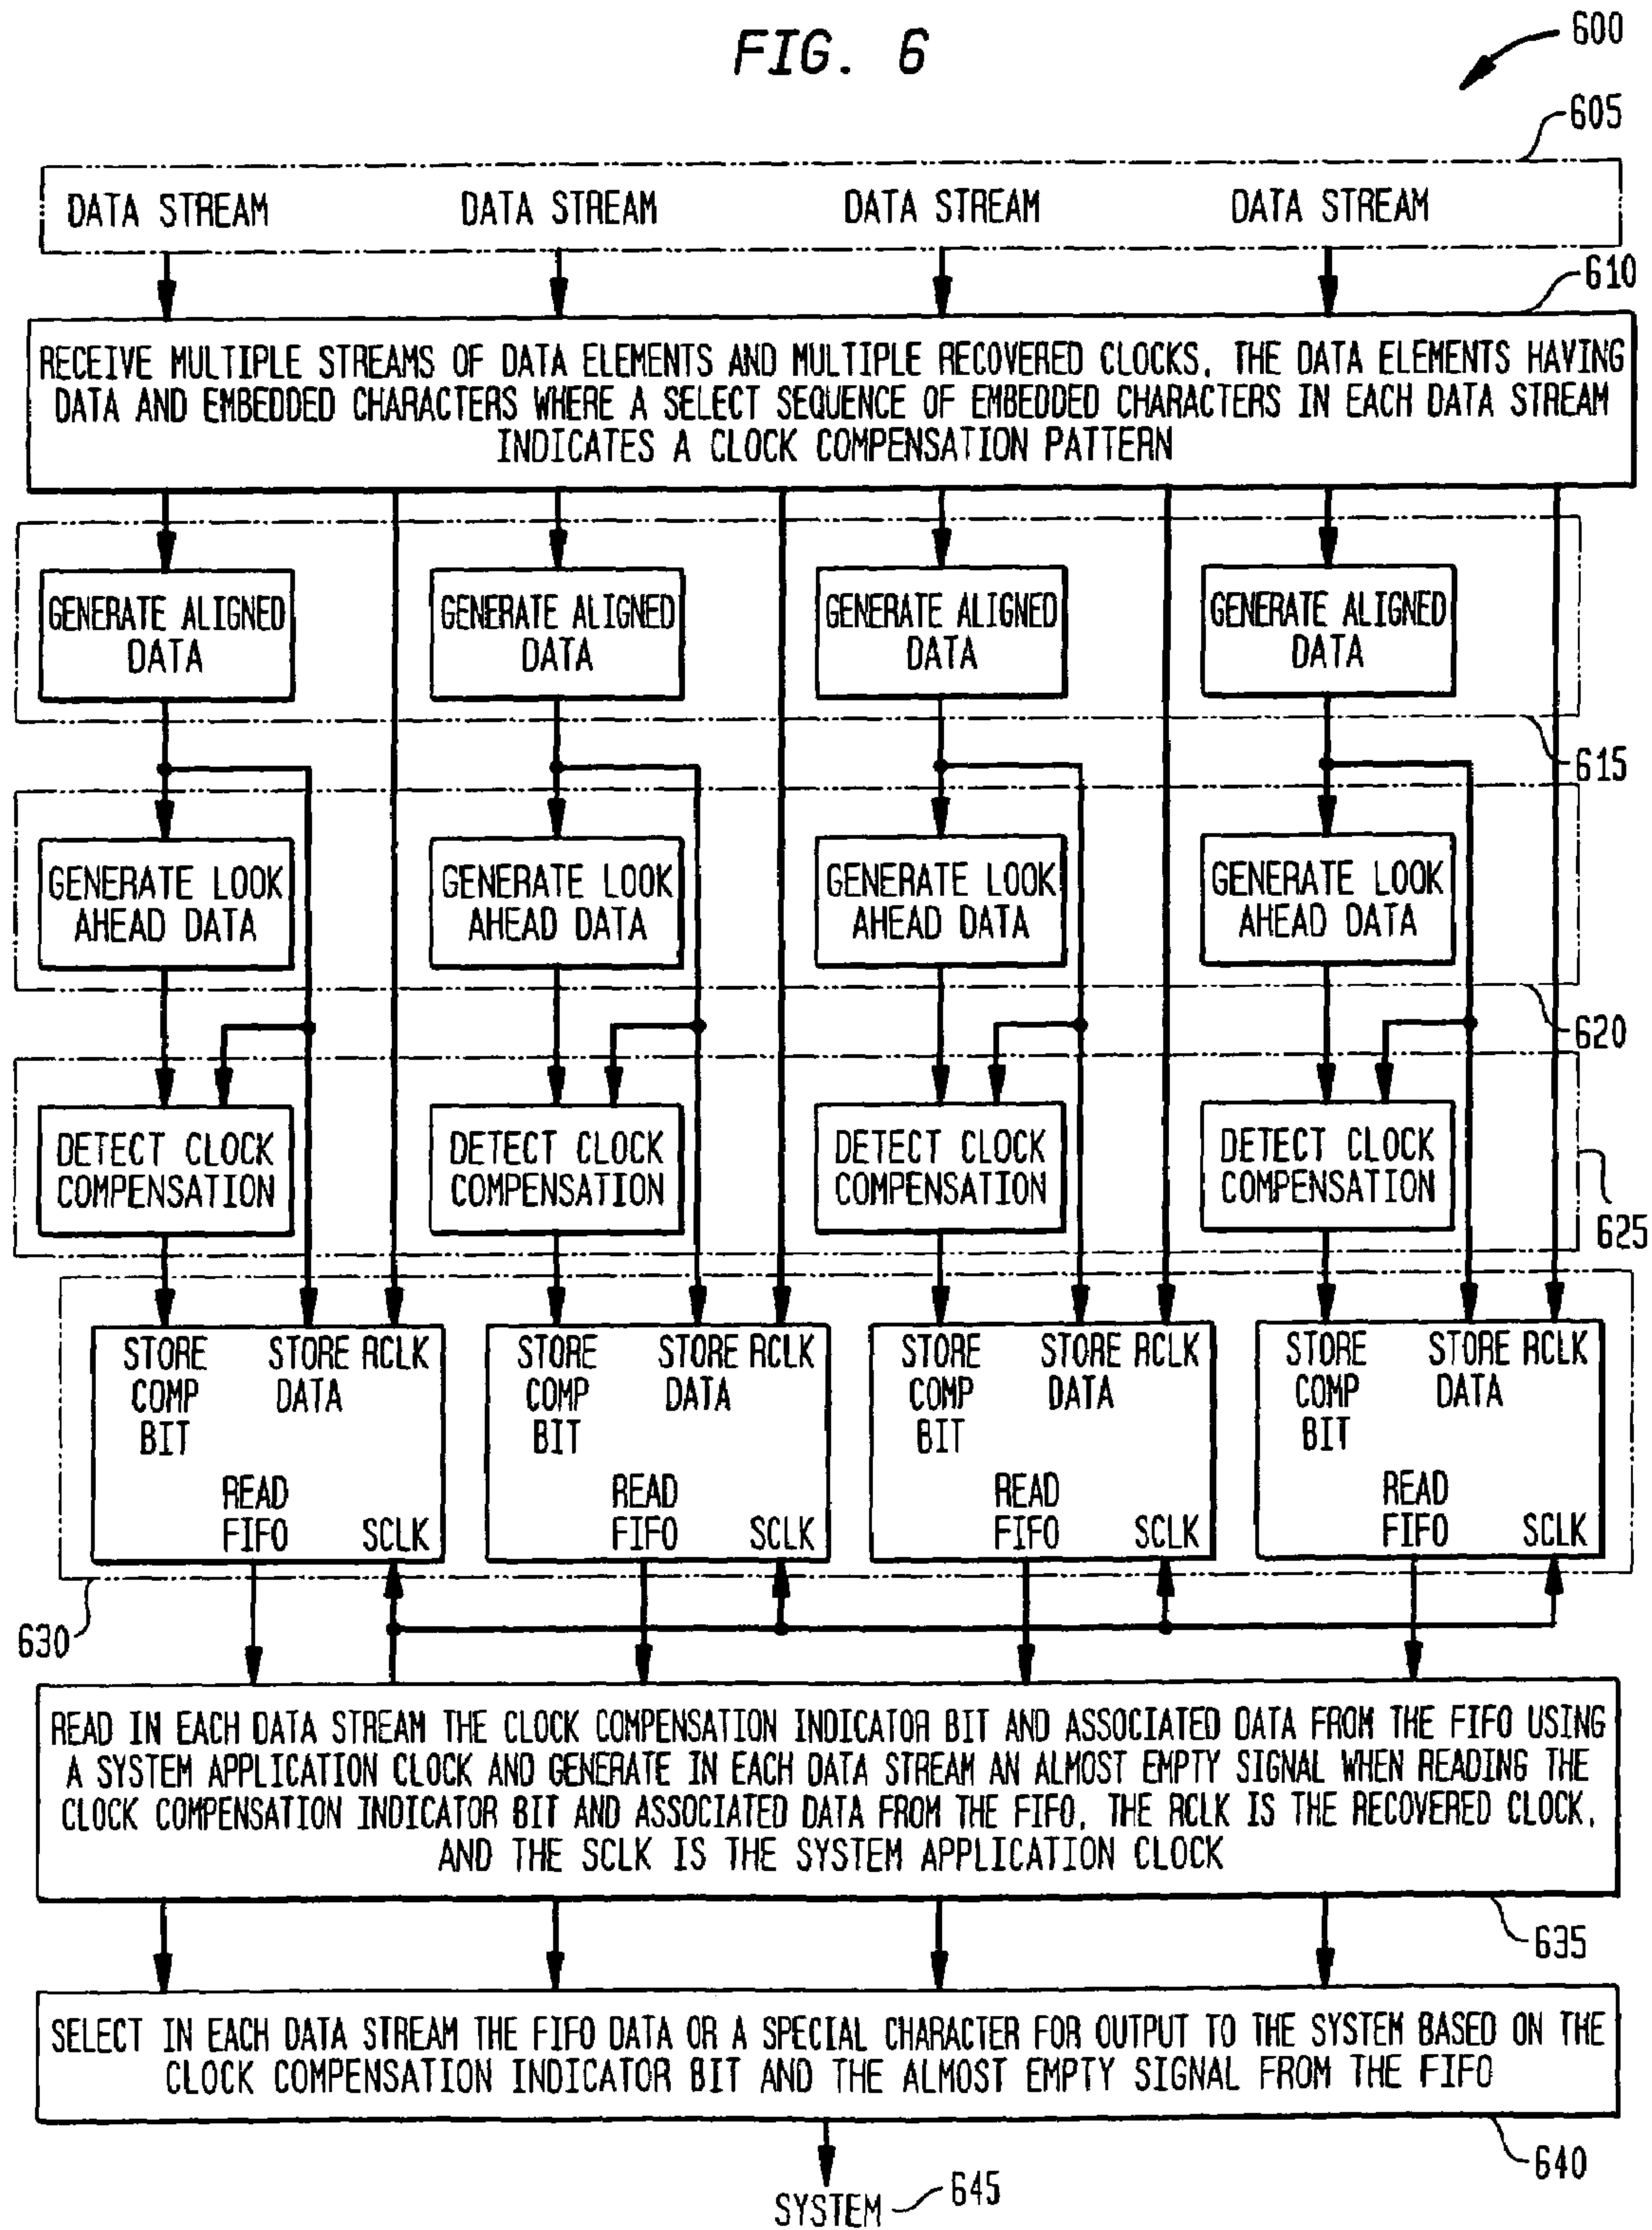 FIG. 6
600
605
DATA STREAM DATA STREAM DATA STREAM DATA STREAM
610
RECEIVE MULTIPLE STREAMS OF DATA ELEMENTS AND MULTIPLE RECOVERED CLOCKS, THE DATA ELEMENTS HAVING
DATA AND EMBEDDED CHARACTERS WHERE A SELECT SEQUENCE OF EMBEDDED CHARACTERS IN EACH DATA STREAM
INDICATES A CLOCK COMPENSATION PATTERN
GENERATE ALIGNED GENERATE ALIGNED GENERATE ALIGNED GENERATE ALIGNED
DATA DATA DATA DATA
615
GENERATE LOOK GENERATE LOOK GENERATE LOOK GENERATE LOOK
AHEAD DATA AHEAD DATA AHEAD DATA AHEAD DATA
620
DETECT CLOCK DETECT CLOCK DETECT CLOCK DETECT CLOCK
COMPENSATION COMPENSATION COMPENSATION COMPENSATION
625
STORE STORE RCLK STORE STORE RCLK STORE STORE RCLK STORE STORE RCLK
COMP DATA COMP DATA COMP DATA COMP DATA
BIT BIT BIT BIT
READ READ READ READ
FIFO SCLK FIFO SCLK FIFO SCLK FIFO SCLK
630
READ IN EACH DATA STREAM THE CLOCK COMPENSATION INDICATOR BIT AND ASSOCIATED DATA FROM THE FIFO USING
A SYSTEM APPLICATION CLOCK AND GENERATE IN EACH DATA STREAM AN ALMOST EMPTY SIGNAL WHEN READING THE
CLOCK COMPENSATION INDICATOR BIT AND ASSOCIATED DATA FROM THE FIFO, THE RCLK IS THE RECOVERED CLOCK,
AND THE SCLK IS THE SYSTEM APPLICATION CLOCK
635
SELECT IN EACH DATA STREAM THE FIFO DATA OR A SPECIAL CHARACTER FOR OUTPUT TO THE SYSTEM BASED ON THE
CLOCK COMPENSATION INDICATOR BIT AND THE ALMOST EMPTY SIGNAL FROM THE FIFO
640
SYSTEM 645